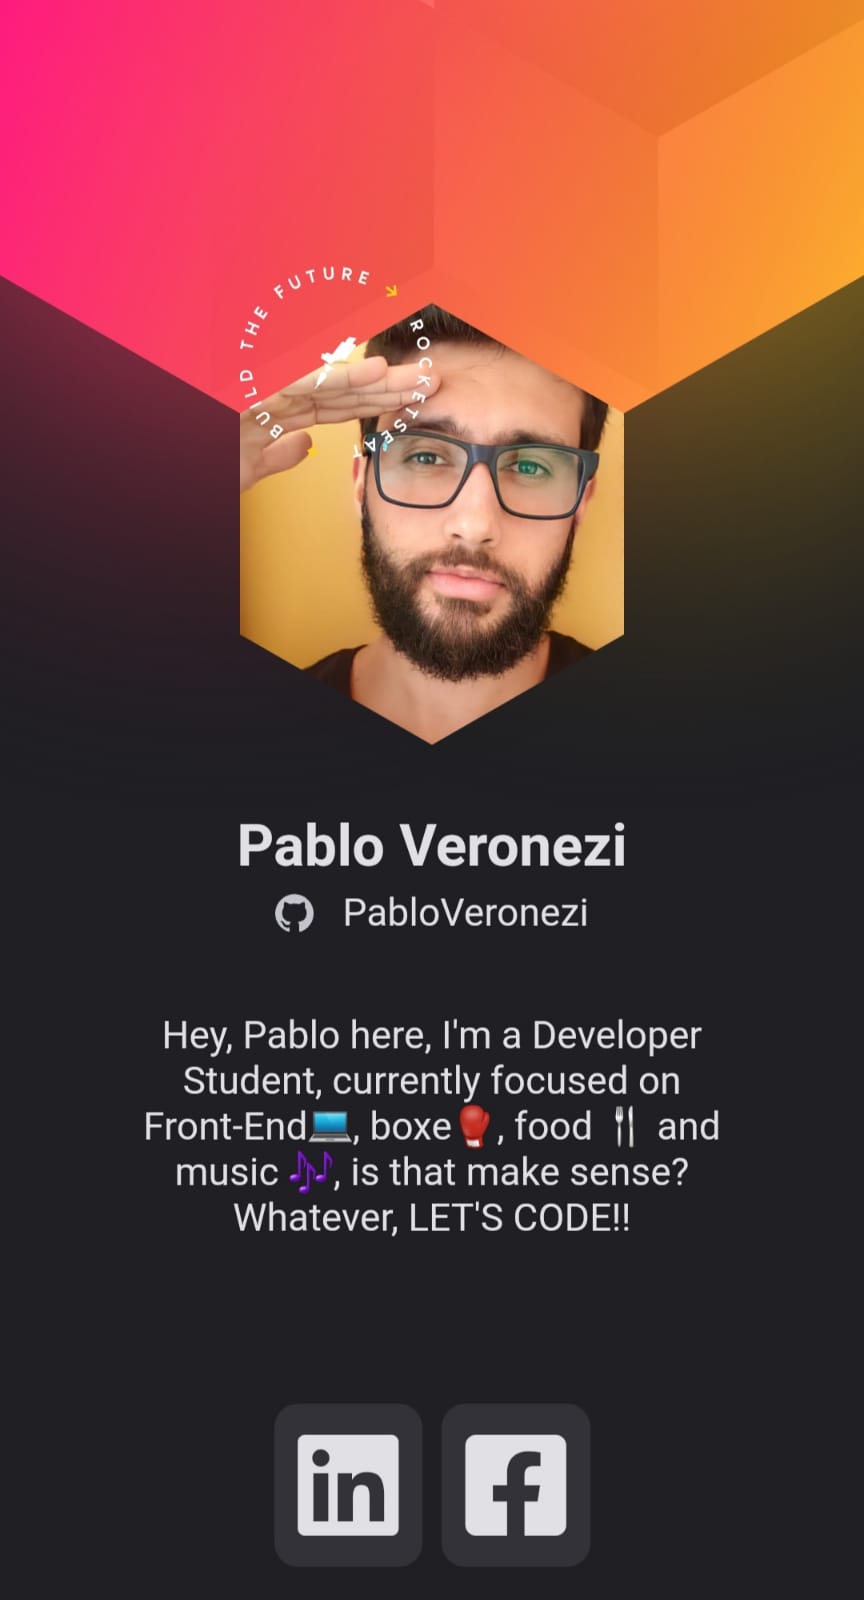 BUILD THE FUTURE ➔ ROCKETSEAT
Pablo Veronezi
PabloVeronezi
Hey, Pablo here, I'm a Developer
Student, currently focused on
Front-End💻, boxe🥊, food 🍴 and
music 🎶, is that make sense?
Whatever, LET'S CODE!!
in
f